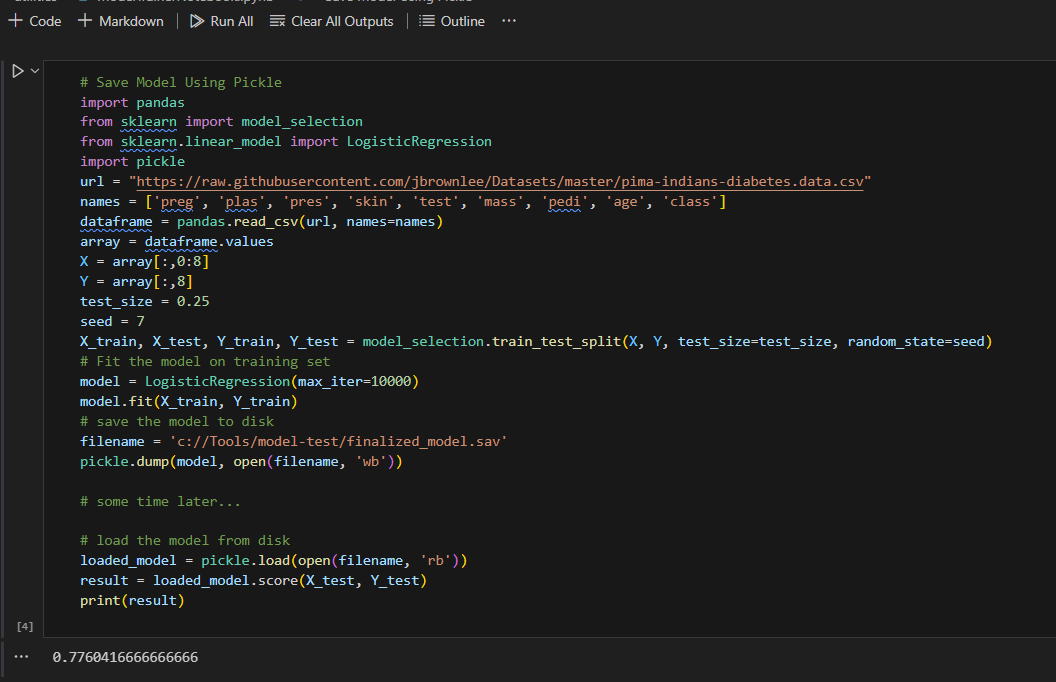 Code Markdown Run All Clear All Outputs Outline ...
# Save Model Using Pickle
import pandas
from sklearn import model_selection
from sklearn.linear_model import LogisticRegression
import pickle
url = "https://raw.githubusercontent.com/jbrownlee/Datasets/master/pima-indians-diabetes.data.csv"
names = ['preg', 'plas', 'pres', 'skin', 'test', 'mass', 'pedi', 'age', 'class']
dataframe = pandas.read_csv(url, names=names)
array = dataframe.values
X = array[:,0:8]
Y = array[:,8]
test_size = 0.25
seed = 7
X_train, X_test, Y_train, Y_test = model_selection.train_test_split(X, Y, test_size=test_size, random_state=seed)
# Fit the model on training set
model = LogisticRegression(max_iter=10000)
model.fit(X_train, Y_train)
# save the model to disk
filename = 'c://Tools/model-test/finalized_model.sav'
pickle.dump(model, open(filename, 'wb'))
# some time later...
# load the model from disk
loaded_model = pickle.load(open(filename, 'rb'))
result = loaded_model.score(X_test, Y_test)
print(result)
[4]
... 0.7760416666666666